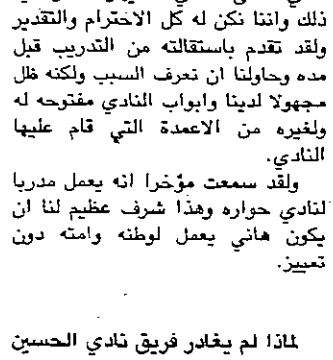 ذلك واننا نكن له كل الاحترام والتقدير
ولقد تقدم باستقالته من التدريب قبل
مده وحاولنا ان نعرف السبب ولكنه ظل
مجهولا لدينا وابواب النادي مفتوحه له
ولغيره من الاعمدة التي قام عليها
النادي.
ولقد سمعت مؤخرا انه يعمل مدربا
لنادي حواره وهذا شرف عظيم لنا ان
يكون هاني يعمل لوطنه وامته دون
تمييز.
لماذا لم يغادر فريق نادي الحسين